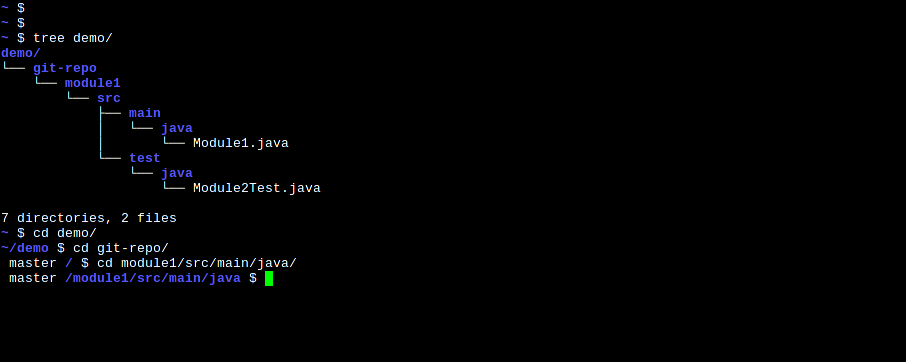 ~ $
~ $
~ $ tree demo/
demo/
└── git-repo
    └── module1
        └── src
            ├── main
            │   └── java
            │       └── Module1.java
            └── test
                └── java
                    └── Module2Test.java

7 directories, 2 files
~ $ cd demo/
~/demo $ cd git-repo/
 master / $ cd module1/src/main/java/
 master /module1/src/main/java $